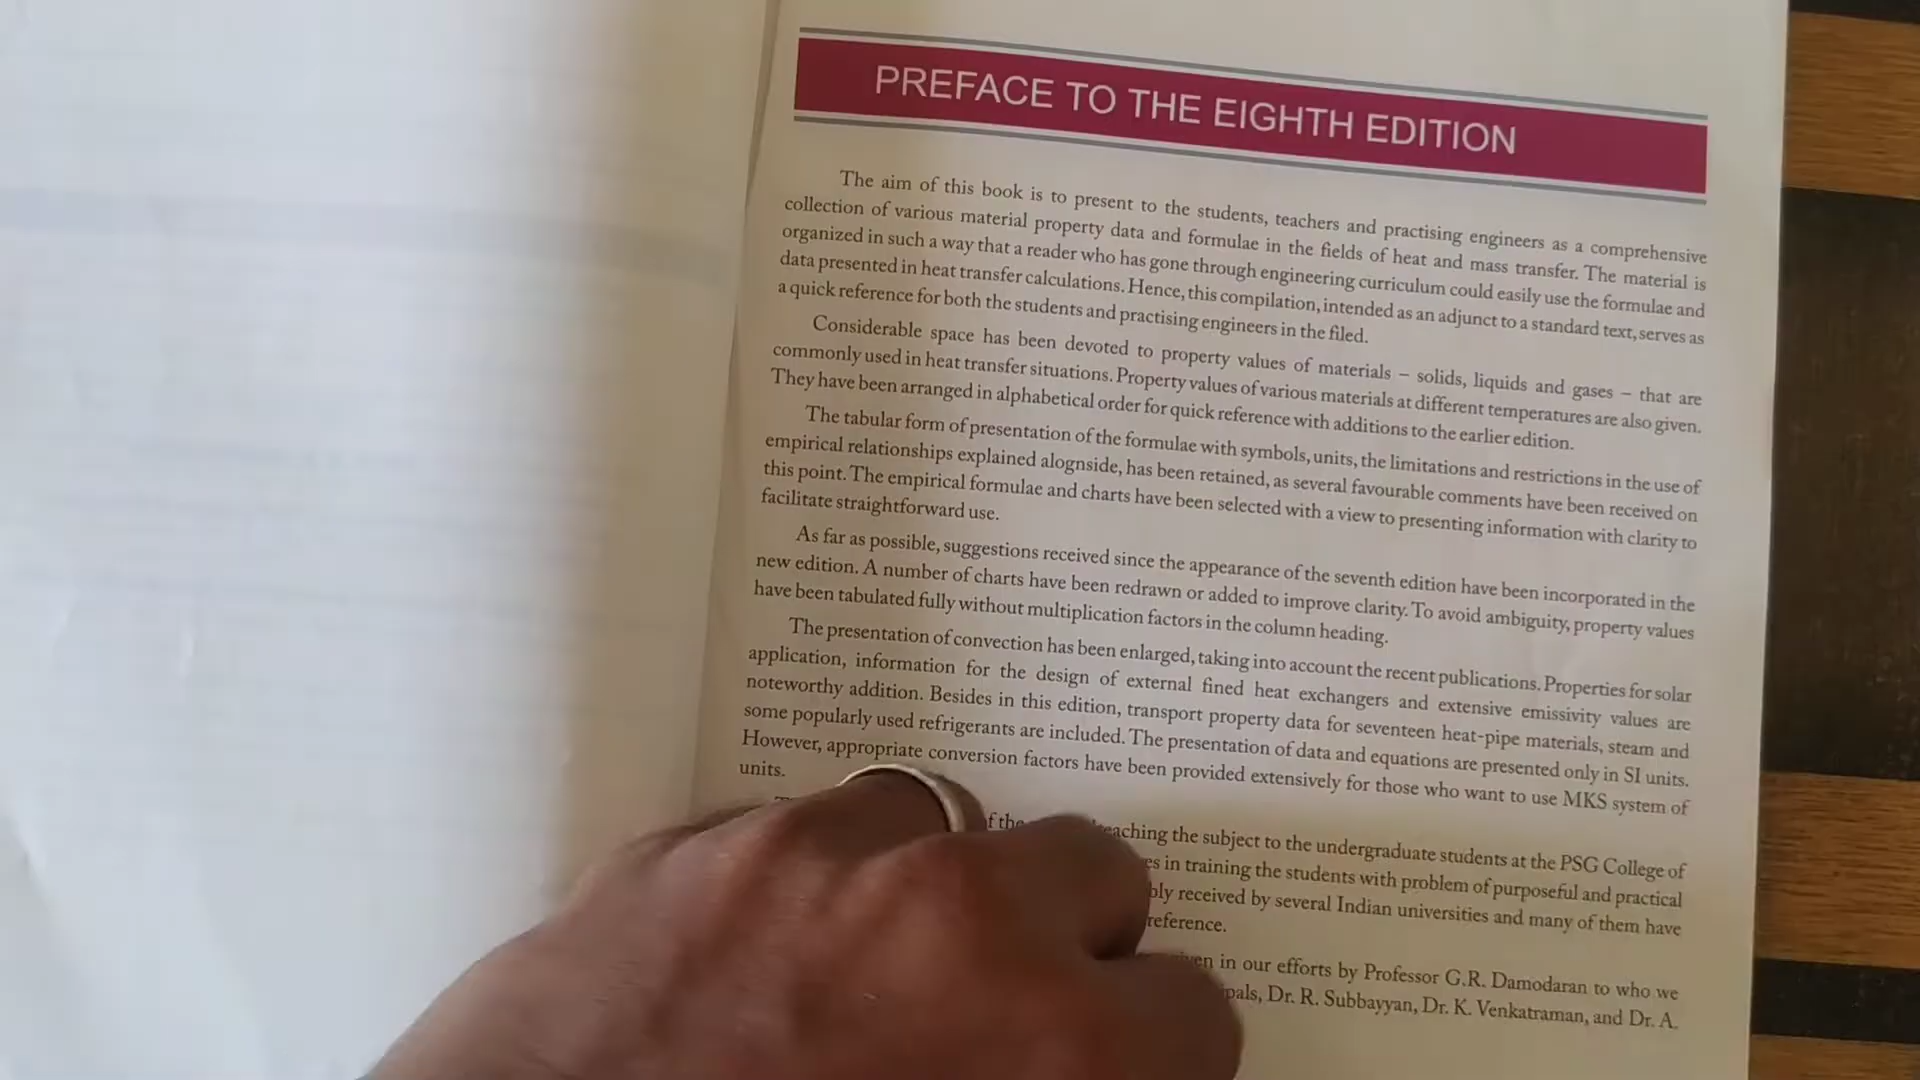 PREFACE TO THE EIGHTH EDITION
The aim of this book is to present to the students, teachers and practising engineers as a comprehensive
collection of various material property data and formulae in the fields of heat and mass transfer. The material is
organized in such a way that a reader who has gone through engineering curriculum could easily use the formulae and
data presented in heat transfer calculations. Hence, this compilation, intended as an adjunct to a standard text, serves as
a quick reference for both the students and practising engineers in the filed.
Considerable space has been devoted to property values of materials – solids, liquids and gases – that are
commonly used in heat transfer situations. Property values of various materials at different temperatures are also given.
They have been arranged in alphabetical order for quick reference with additions to the earlier edition.
The tabular form of presentation of the formulae with symbols, units, the limitations and restrictions in the use of
empirical relationships explained alognside, has been retained, as several favourable comments have been received on
this point. The empirical formulae and charts have been selected with a view to presenting information with clarity to
facilitate straightforward use.
As far as possible, suggestions received since the appearance of the seventh edition have been incorporated in the
new edition. A number of charts have been redrawn or added to improve clarity. To avoid ambiguity, property values
have been tabulated fully without multiplication factors in the column heading.
The presentation of convection has been enlarged, taking into account the recent publications. Properties for solar
application, information for the design of external fined heat exchangers and extensive emissivity values are
noteworthy addition. Besides in this edition, transport property data for seventeen heat-pipe materials, steam and
some popularly used refrigerants are included. The presentation of data and equations are presented only in SI units.
However, appropriate conversion factors have been provided extensively for those who want to use MKS system of
units.
the subject to the undergraduate students at the PSG College of
in training the students with problem of purposeful and practical
received by several Indian universities and many of them have
reference.
in our efforts by Professor G.R. Damodaran to who we
Dr. R. Subbayyan, Dr. K. Venkatraman, and Dr. A.